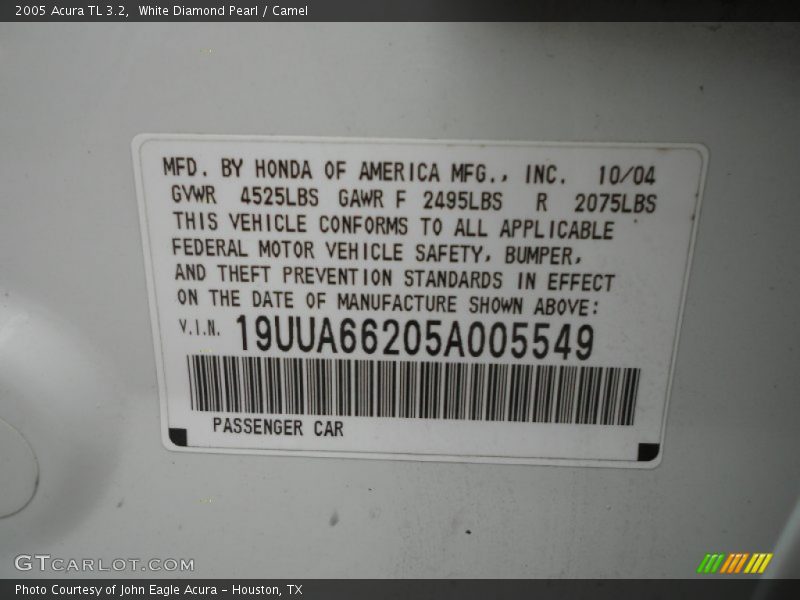 2005 Acura TL 3.2, White Diamond Pearl / Camel
MFD. BY HONDA OF AMERICA MFG., INC. 10/04
GVWR 4525LBS GAWR F 2495LBS R 2075LBS
THIS VEHICLE CONFORMS TO ALL APPLICABLE
FEDERAL MOTOR VEHICLE SAFETY, BUMPER,
AND THEFT PREVENTION STANDARDS IN EFFECT
ON THE DATE OF MANUFACTURE SHOWN ABOVE:
V.I.N. 19UUA66205A005549
PASSENGER CAR
GTCARLOT.COM
Photo Courtesy of John Eagle Acura - Houston, TX